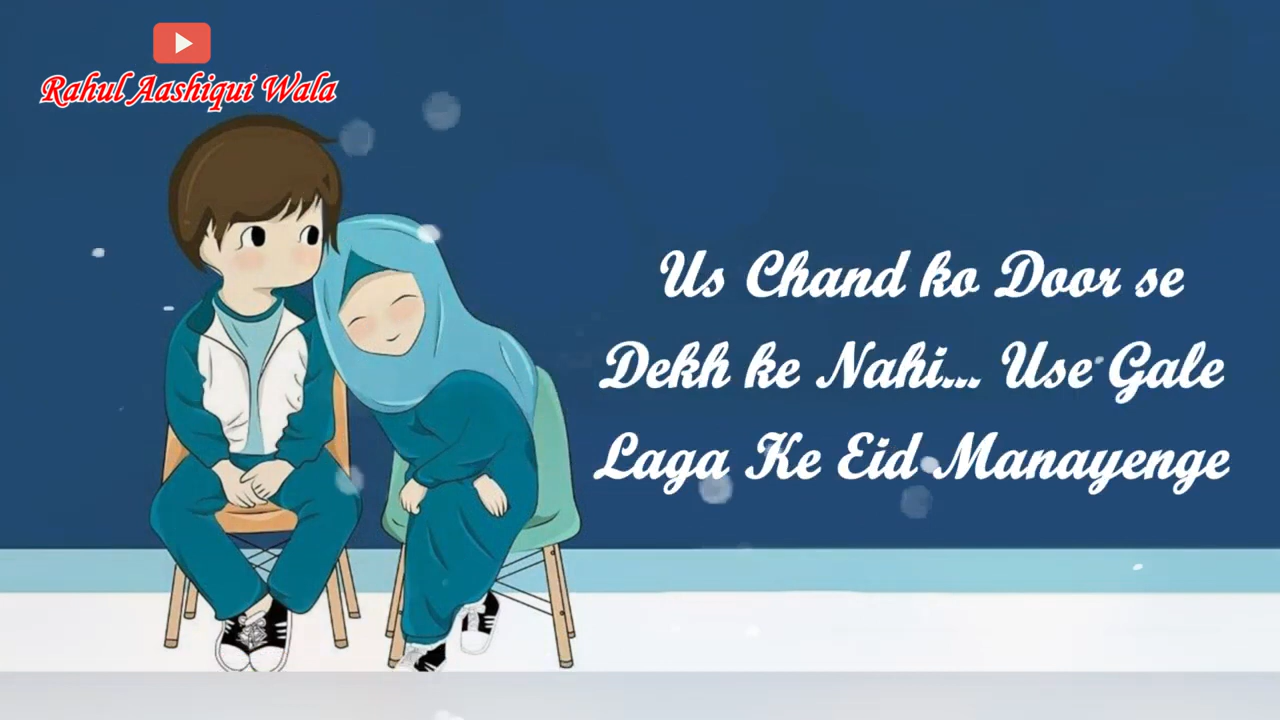 Rahul Aashiqui Wala
Us Chand ko Door se
Dekh ke Nahi... Use Gale
Laga Ke Eid Manayenge